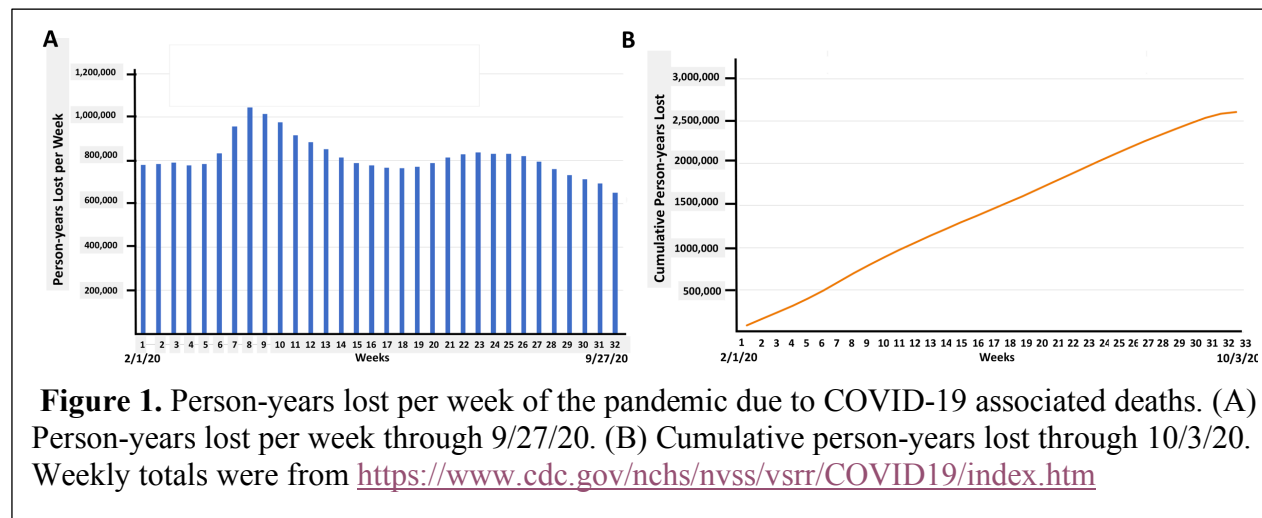 A
B
Person-years Lost per Week
1,200,000
1,000,000
800,000
600,000
400,000
200,000
1 2 3 4 5 6 7 8 9 10 11 12 13 14 15 16 17 18 19 20 21 22 23 24 25 26 27 28 29 30 31 32
2/1/20 Weeks 9/27/20
Cumulative Person-years Lost
3,000,000
2,500,000
2000,000
1500,000
1000,000
500,000
1 2 3 4 5 6 7 8 9 10 11 12 13 14 15 16 17 18 19 20 21 22 23 24 25 26 27 28 29 30 31 32 33
2/1/20 Weeks 10/3/20
Figure 1. Person-years lost per week of the pandemic due to COVID-19 associated deaths. (A)
Person-years lost per week through 9/27/20. (B) Cumulative person-years lost through 10/3/20.
Weekly totals were from https://www.cdc.gov/nchs/nvss/vsrr/COVID19/index.htm